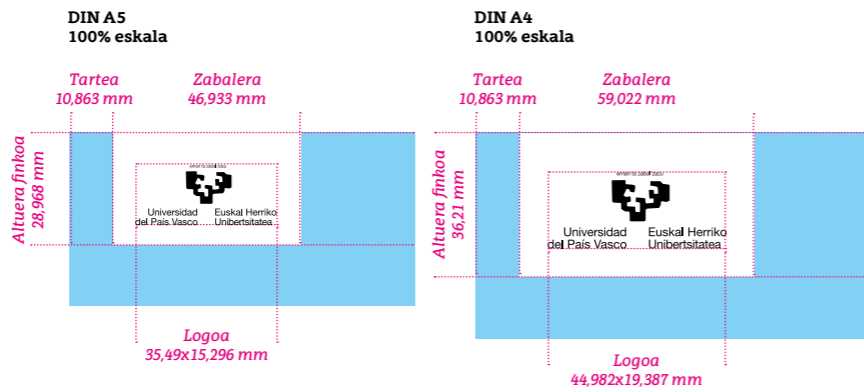 DIN A5
100% eskala
Tartea
10,863 mm
Zabalera
46,933 mm
Altuera finkoa
28,968 mm
Universidad
del País Vasco
Euskal Herriko
Unibertsitatea
Logoa
35,49x15,296 mm
DIN A4
100% eskala
Tartea
10,863 mm
Zabalera
59,022 mm
Altuera finkoa
36,21 mm
Universidad
del País Vasco
Euskal Herriko
Unibertsitatea
Logoa
44,982x19,387 mm